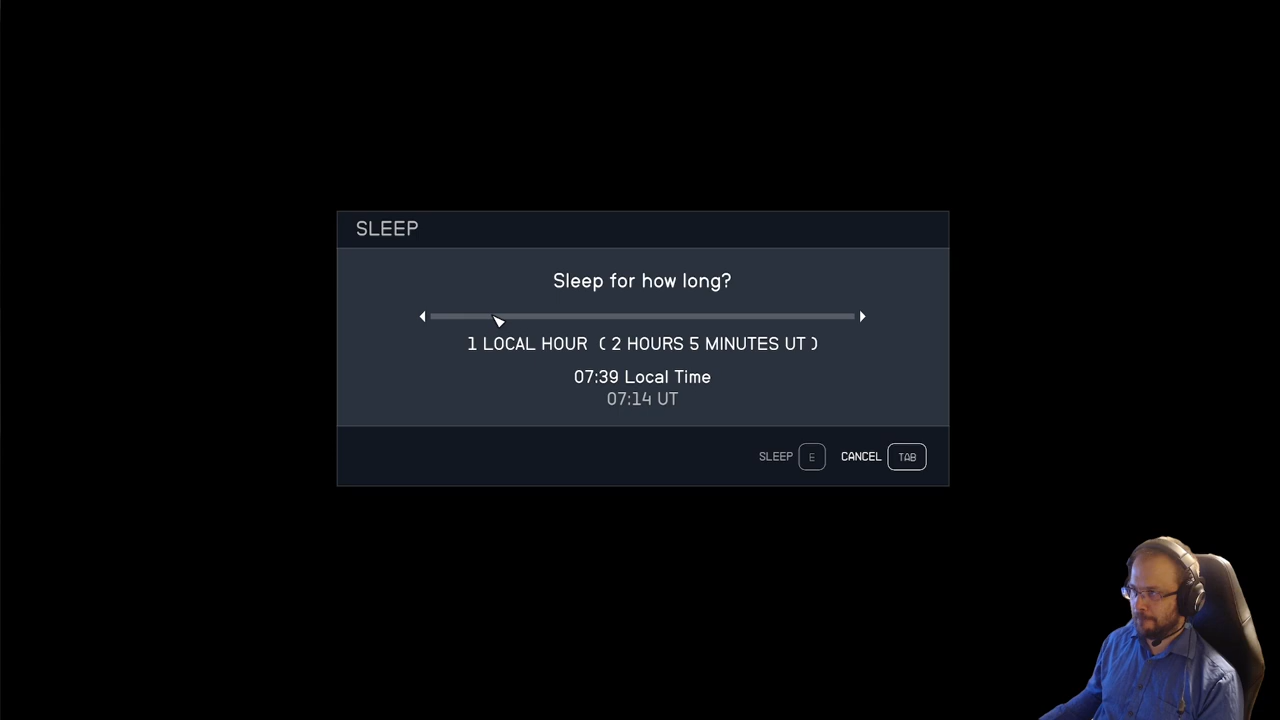 SLEEP
Sleep for how long?
1 LOCAL HOUR ( 2 HOURS 5 MINUTES UT )
07:39 Local Time
07:14 UT
SLEEP E CANCEL TAB